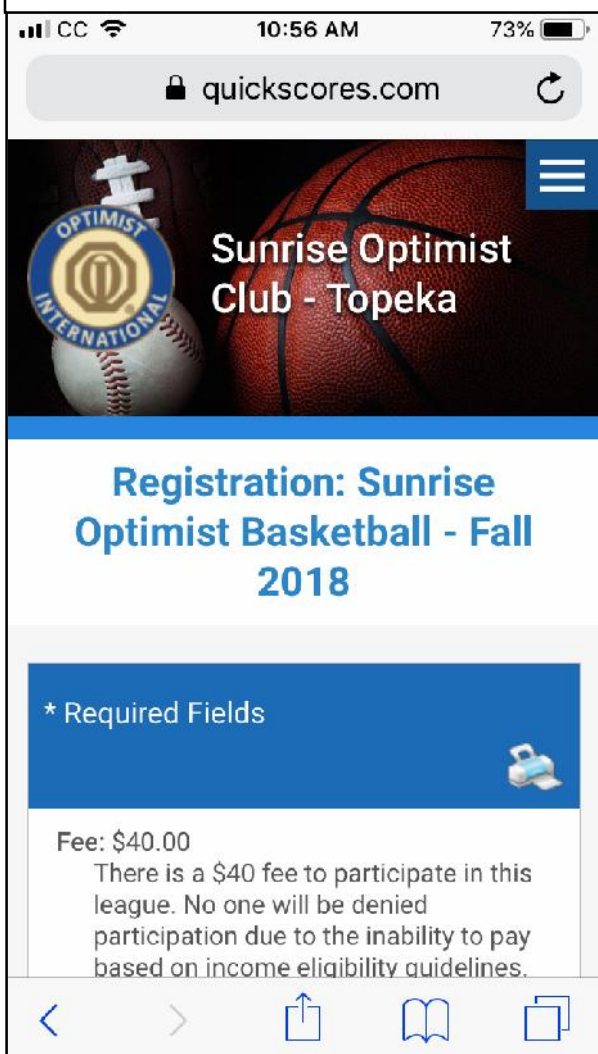 CC 10:56 AM 73%
quickscores.com
OPTIMIST
INTERNATIONAL
Sunrise Optimist
Club - Topeka
Registration: Sunrise
Optimist Basketball - Fall
2018
* Required Fields
Fee: $40.00
There is a $40 fee to participate in this
league. No one will be denied
participation due to the inability to pay
based on income eligibility guidelines.